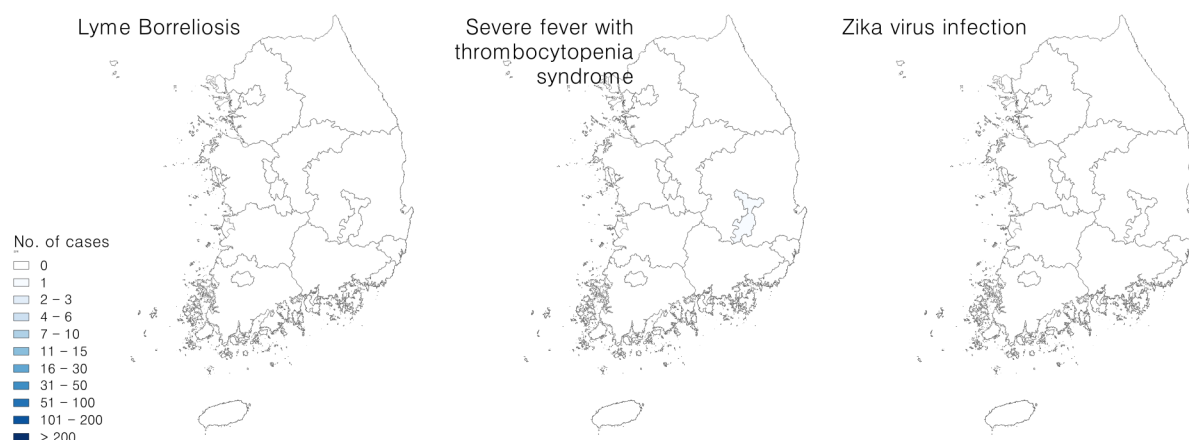 Lyme Borreliosis
Severe fever with
thrombocytopenia
syndrome
Zika virus infection
No. of cases
0
1
2 – 3
4 – 6
7 – 10
11 – 15
16 – 30
31 – 50
51 – 100
101 – 200
> 200